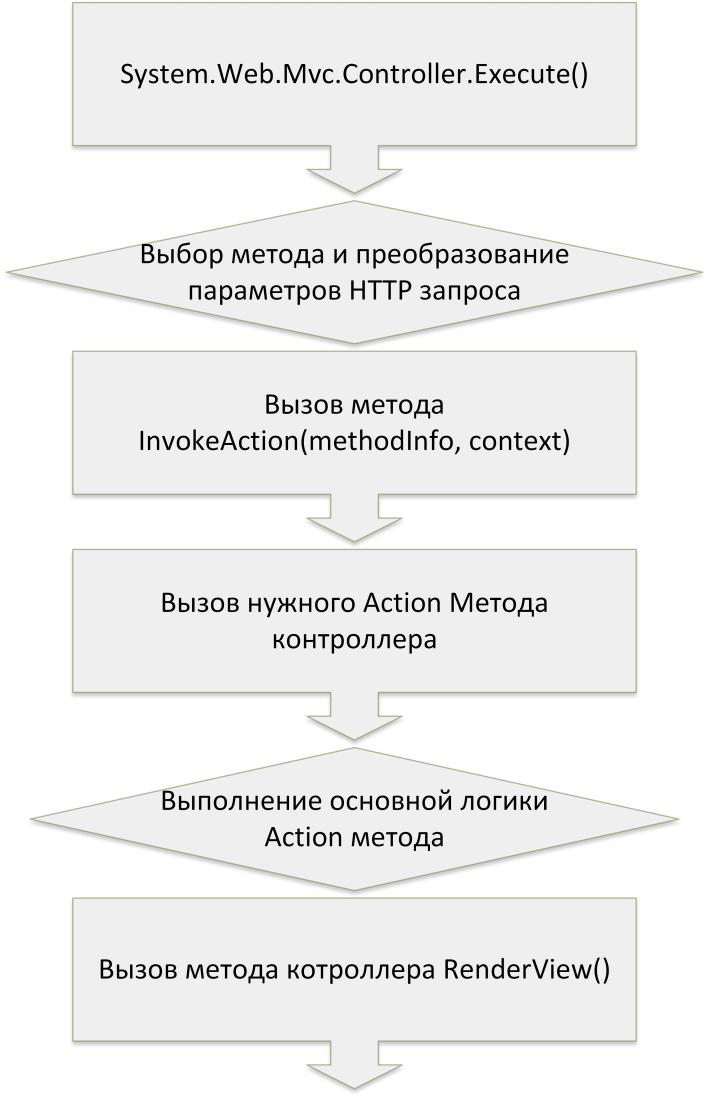 System.Web.Mvc.Controller.Execute()
Выбор метода и преобразование
параметров HTTP запроса
Вызов метода
InvokeAction(methodInfo, context)
Вызов нужного Action Метода
контроллера
Выполнение основной логики
Action метода
Вызов метода котроллера RenderView()